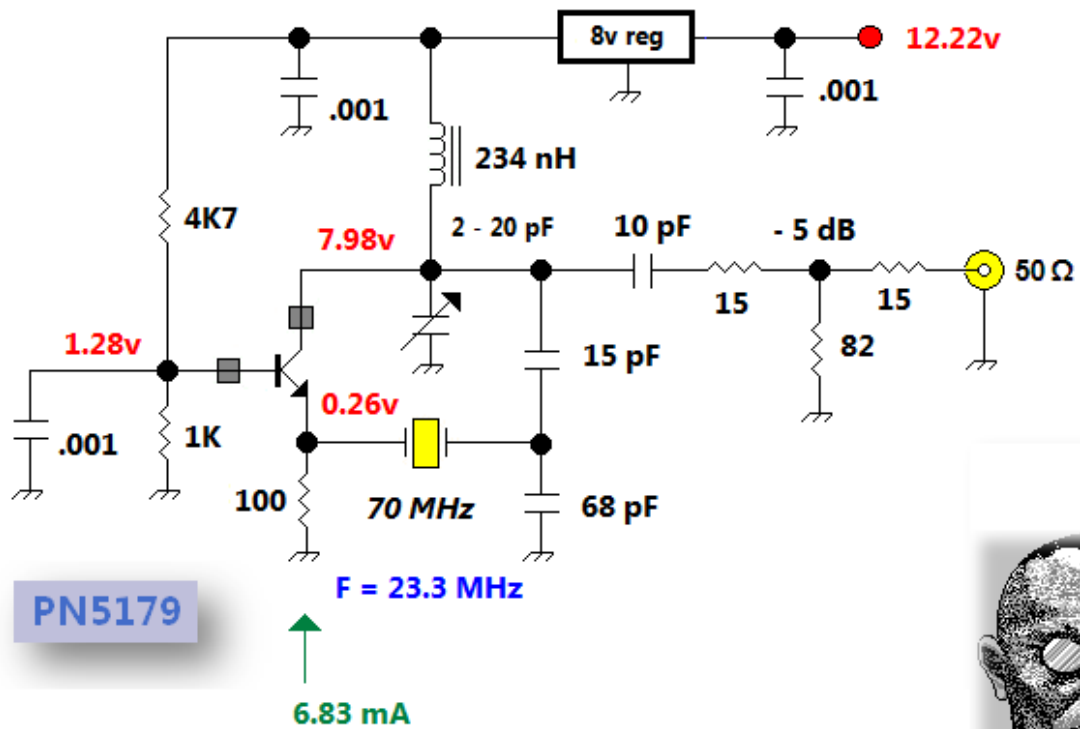 8v reg
12.22v
.001
.001
234 nH
4K7
7.98v
2 - 20 pF
10 pF
- 5 dB
50 Ω
15
15
1.28v
82
15 pF
0.26v
.001
1K
100
70 MHz
68 pF
F = 23.3 MHz
PN5179
6.83 mA